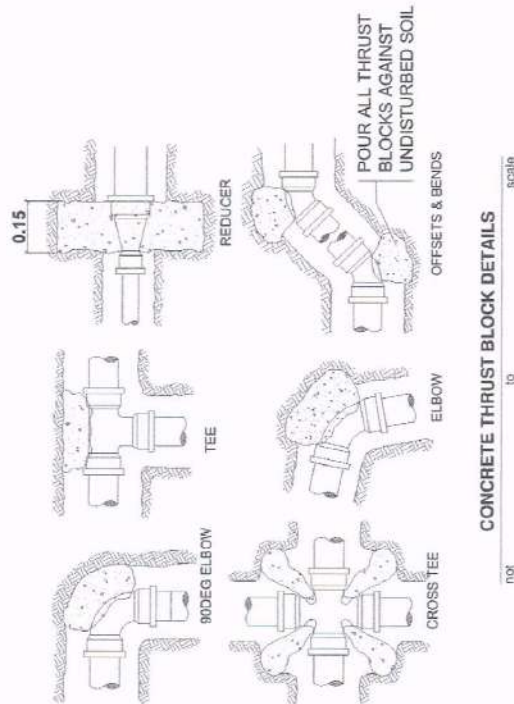 90DEG ELBOW
TEE
0.15
REDUCER
CROSS TEE
ELBOW
OFFSETS & BENDS
POUR ALL THRUST
BLOCKS AGAINST
UNDISTURBED SOIL
CONCRETE THRUST BLOCK DETAILS
not to scale